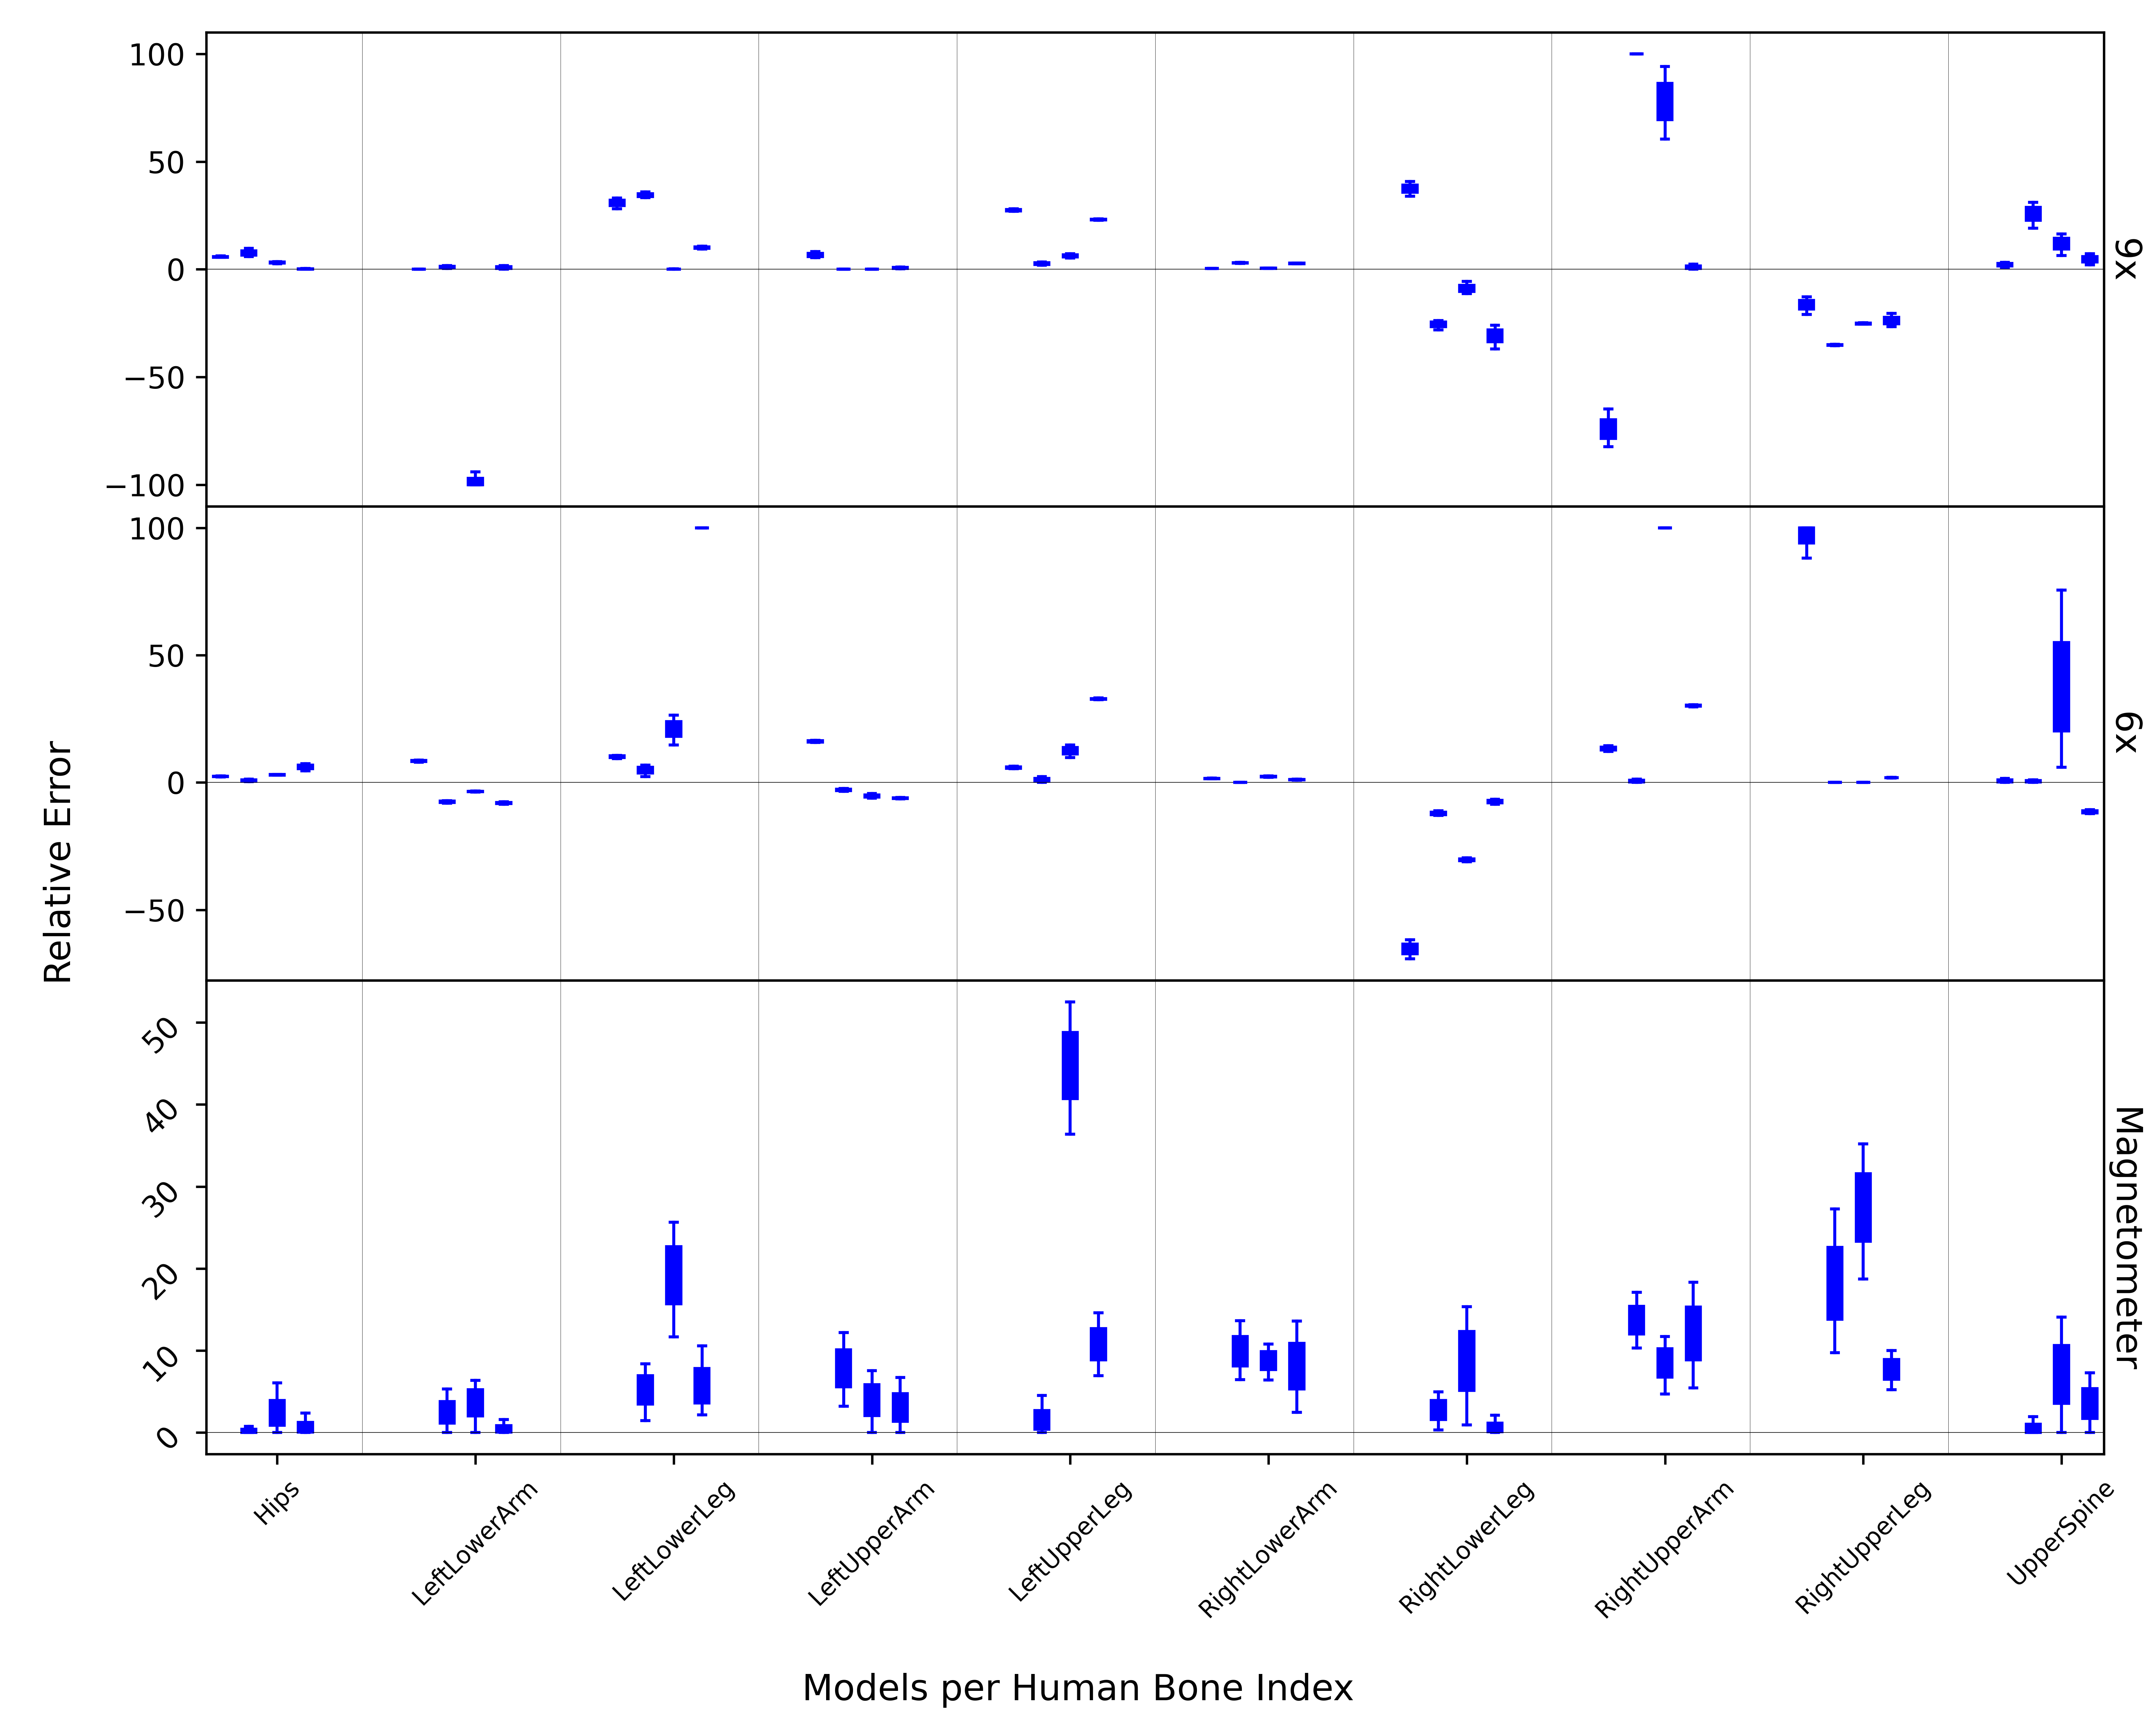 100
50
0
−50
−100
9x
100
50
0
−50
6x
Relative Error
50
40
30
20
10
0
Magnetometer
Hips
LeftLowerArm
LeftLowerLeg
LeftUpperArm
LeftUpperLeg
RightLowerArm
RightLowerLeg
RightUpperArm
RightUpperLeg
UpperSpine
Models per Human Bone Index